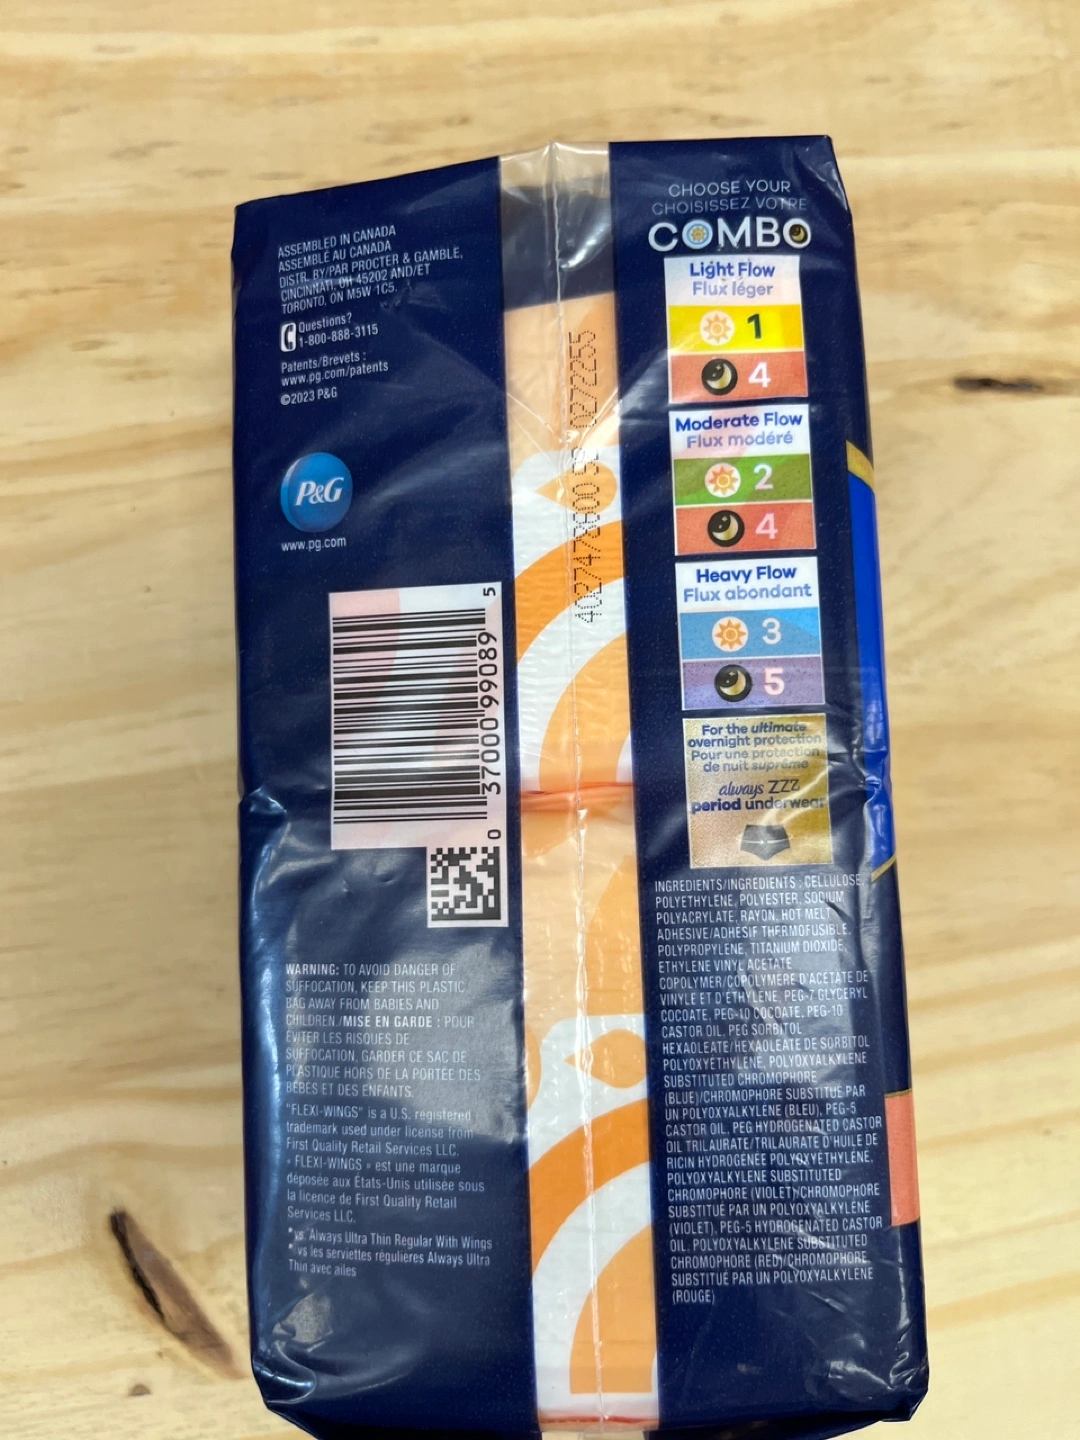 ASSEMBLED IN CANADA
ASSEMBLÉ AU CANADA
DISTR. BY/PAR PROCTER & GAMBLE,
CINCINNATI, OH 45202 AND/ET
TORONTO, ON M5W 1C5.
Questions?
1-800-888-3115
Patents/Brevets :
www.pg.com/patents
©2023 P&G
P&G
www.pg.com
0 37000 99089 5
WARNING: TO AVOID DANGER OF
SUFFOCATION, KEEP THIS PLASTIC
BAG AWAY FROM BABIES AND
CHILDREN./MISE EN GARDE : POUR
ÉVITER LES RISQUES DE
SUFFOCATION, GARDER CE SAC DE
PLASTIQUE HORS DE LA PORTÉE DES
BÉBÉS ET DES ENFANTS.
"FLEXI-WINGS" is a U.S. registered
trademark used under license from
First Quality Retail Services LLC.
« FLEXI-WINGS » est une marque
déposée aux États-Unis utilisée sous
la licence de First Quality Retail
Services LLC.
*vs. Always Ultra Thin Regular With Wings
*vs les serviettes régulières Always Ultra
Thin avec ailes
CHOOSE YOUR
CHOISISSEZ VOTRE
COMBO
Light Flow
Flux léger
1
4
Moderate Flow
Flux modéré
2
4
Heavy Flow
Flux abondant
3
5
For the ultimate
overnight protection
Pour une protection
de nuit suprême
always ZZZ
period underwear
INGREDIENTS/INGRÉDIENTS : CELLULOSE,
POLYETHYLENE, POLYESTER, SODIUM
POLYACRYLATE, RAYON, HOT MELT
ADHESIVE/ADHÉSIF THERMOFUSIBLE,
POLYPROPYLENE, TITANIUM DIOXIDE,
ETHYLENE VINYL ACETATE
COPOLYMER/COPOLYMÈRE D'ACÉTATE DE
VINYLE ET D'ÉTHYLÈNE, PEG-7 GLYCERYL
COCOATE, PEG-10 COCOATE, PEG-10
CASTOR OIL, PEG SORBITOL
HEXAOLEATE/HEXAOLÉATE DE SORBITOL
POLYOXYÉTHYLÈNE, POLYOXYALKYLENE
SUBSTITUTED CHROMOPHORE
(BLUE)/CHROMOPHORE SUBSTITUÉ PAR
UN POLYOXYALKYLÈNE (BLEU), PEG-5
CASTOR OIL, PEG HYDROGENATED CASTOR
OIL TRILAURATE/TRILAURATE D'HUILE DE
RICIN HYDROGÉNÉE POLYOXYÉTHYLÈNE,
POLYOXYALKYLENE SUBSTITUTED
CHROMOPHORE (VIOLET)/CHROMOPHORE
SUBSTITUÉ PAR UN POLYOXYALKYLÈNE
(VIOLET), PEG-5 HYDROGENATED CASTOR
OIL, POLYOXYALKYLENE SUBSTITUTED
CHROMOPHORE (RED)/CHROMOPHORE
SUBSTITUÉ PAR UN POLYOXYALKYLÈNE
(ROUGE)